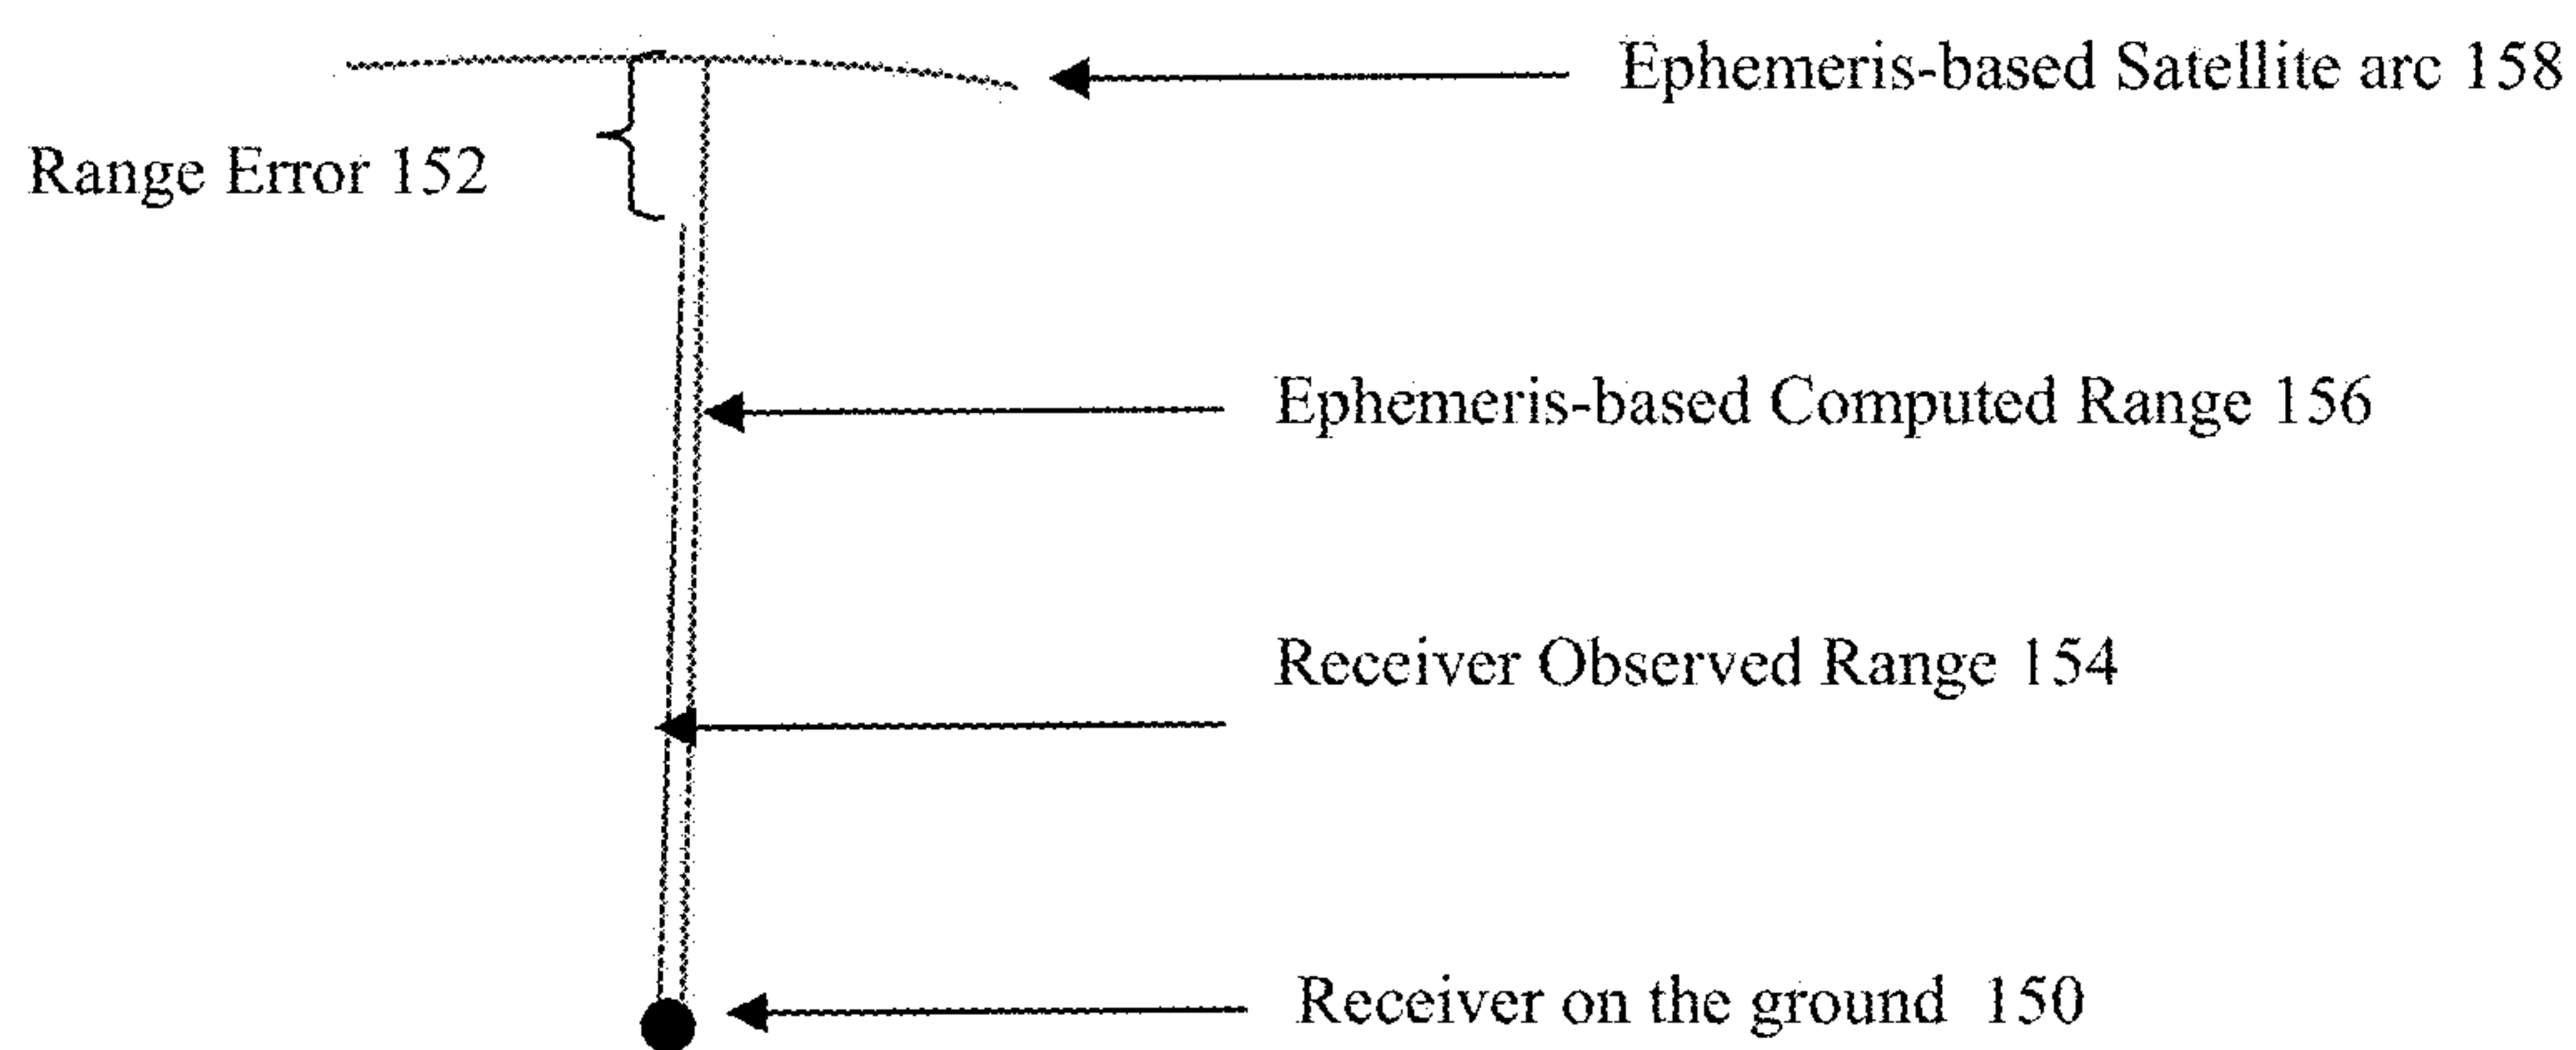 Ephemeris-based Satellite arc 158
Range Error 152
Ephemeris-based Computed Range 156
Receiver Observed Range 154
Receiver on the ground 150